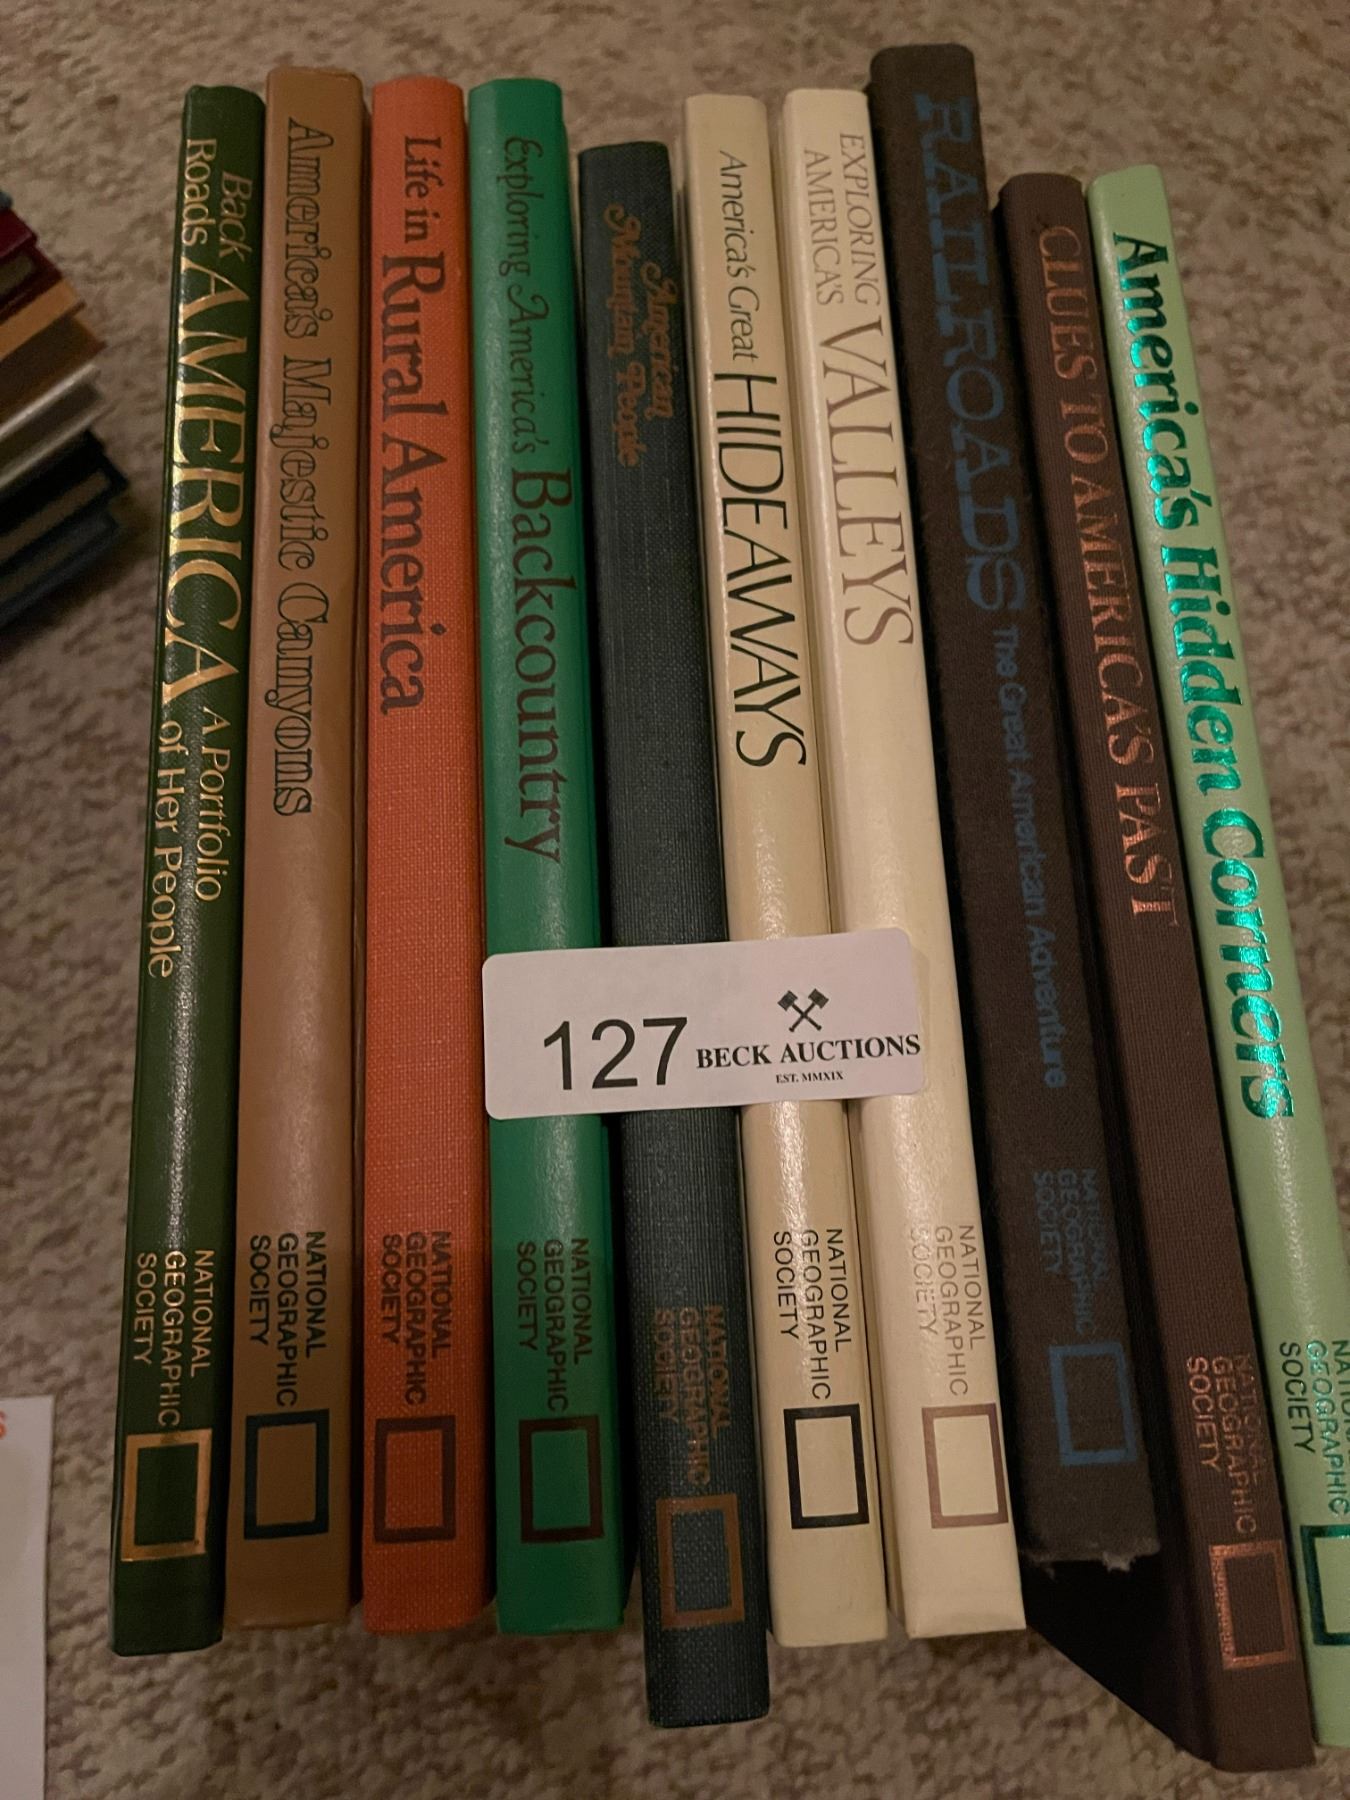 Back
Roads AMERICA A Portfolio
of Her People
NATIONAL
GEOGRAPHIC
SOCIETY
America's Majestic Canyons
NATIONAL
GEOGRAPHIC
SOCIETY
Life in Rural America
NATIONAL
GEOGRAPHIC
SOCIETY
Exploring America's Backcountry
NATIONAL
GEOGRAPHIC
SOCIETY
American
Mountain People
NATIONAL
GEOGRAPHIC
SOCIETY
America's Great HIDEAWAYS
NATIONAL
GEOGRAPHIC
SOCIETY
EXPLORING
AMERICA'S VALLEYS
NATIONAL
GEOGRAPHIC
SOCIETY
RAILROADS The Great American Adventure
NATIONAL
GEOGRAPHIC
SOCIETY
CLUES TO AMERICA'S PAST
NATIONAL
GEOGRAPHIC
SOCIETY
America's Hidden Corners
GEOGRAPHIC
SOCIETY
127
BECK AUCTIONS
EST. MMXIX